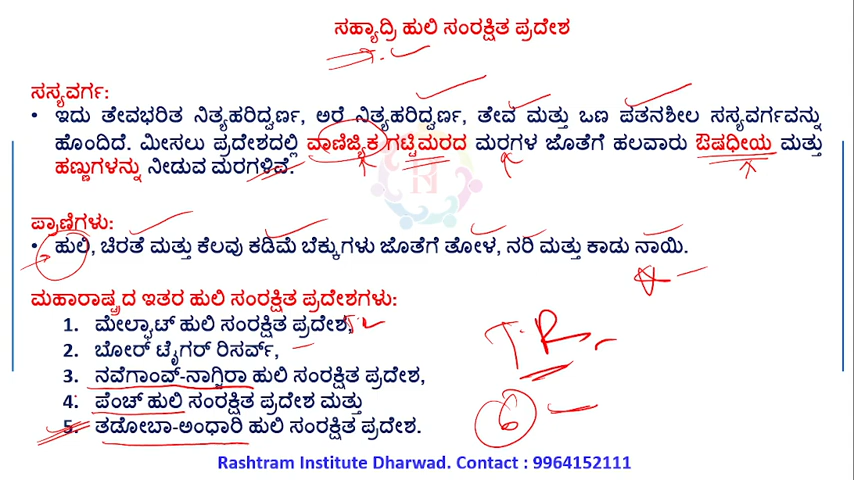 ಸಹ್ಯಾದ್ರಿ ಹುಲಿ ಸಂರಕ್ಷಿತ ಪ್ರದೇಶ
ಸಸ್ಯವರ್ಗ:
• ಇದು ತೇವಭರಿತ ನಿತ್ಯಹರಿದ್ವರ್ಣ, ಅರೆ ನಿತ್ಯಹರಿದ್ವರ್ಣ, ತೇವ ಮತ್ತು ಒಣ ಪತನಶೀಲ ಸಸ್ಯವರ್ಗವನ್ನು
ಹೊಂದಿದೆ. ಮೀಸಲು ಪ್ರದೇಶದಲ್ಲಿ ವಾಣಿಜ್ಯಿಕ ಗಟ್ಟಿಮರದ ಮರಗಳ ಜೊತೆಗೆ ಹಲವಾರು ಔಷಧೀಯ ಮತ್ತು
ಹಣ್ಣುಗಳನ್ನು ನೀಡುವ ಮರಗಳಿವೆ.
ಪ್ರಾಣಿಗಳು:
• ಹುಲಿ, ಚಿರತೆ ಮತ್ತು ಕೆಲವು ಕಡಿಮೆ ಬೆಕ್ಕುಗಳು ಜೊತೆಗೆ ತೋಳ, ನರಿ ಮತ್ತು ಕಾಡು ನಾಯಿ.
ಮಹಾರಾಷ್ಟ್ರದ ಇತರ ಹುಲಿ ಸಂರಕ್ಷಿತ ಪ್ರದೇಶಗಳು:
1. ಮೇಲ್ಘಾಟ್ ಹುಲಿ ಸಂರಕ್ಷಿತ ಪ್ರದೇಶ,
2. ಬೋರ್ ಟೈಗರ್ ರಿಸರ್ವ್,
3. ನವೆಗಾಂವ್-ನಾಗ್ಜಿರಾ ಹುಲಿ ಸಂರಕ್ಷಿತ ಪ್ರದೇಶ,
4. ಪೆಂಚ್ ಹುಲಿ ಸಂರಕ್ಷಿತ ಪ್ರದೇಶ ಮತ್ತು
5. ತಡೋಬಾ-ಅಂಧಾರಿ ಹುಲಿ ಸಂರಕ್ಷಿತ ಪ್ರದೇಶ.
T.R.
6
Rashtram Institute Dharwad. Contact : 9964152111